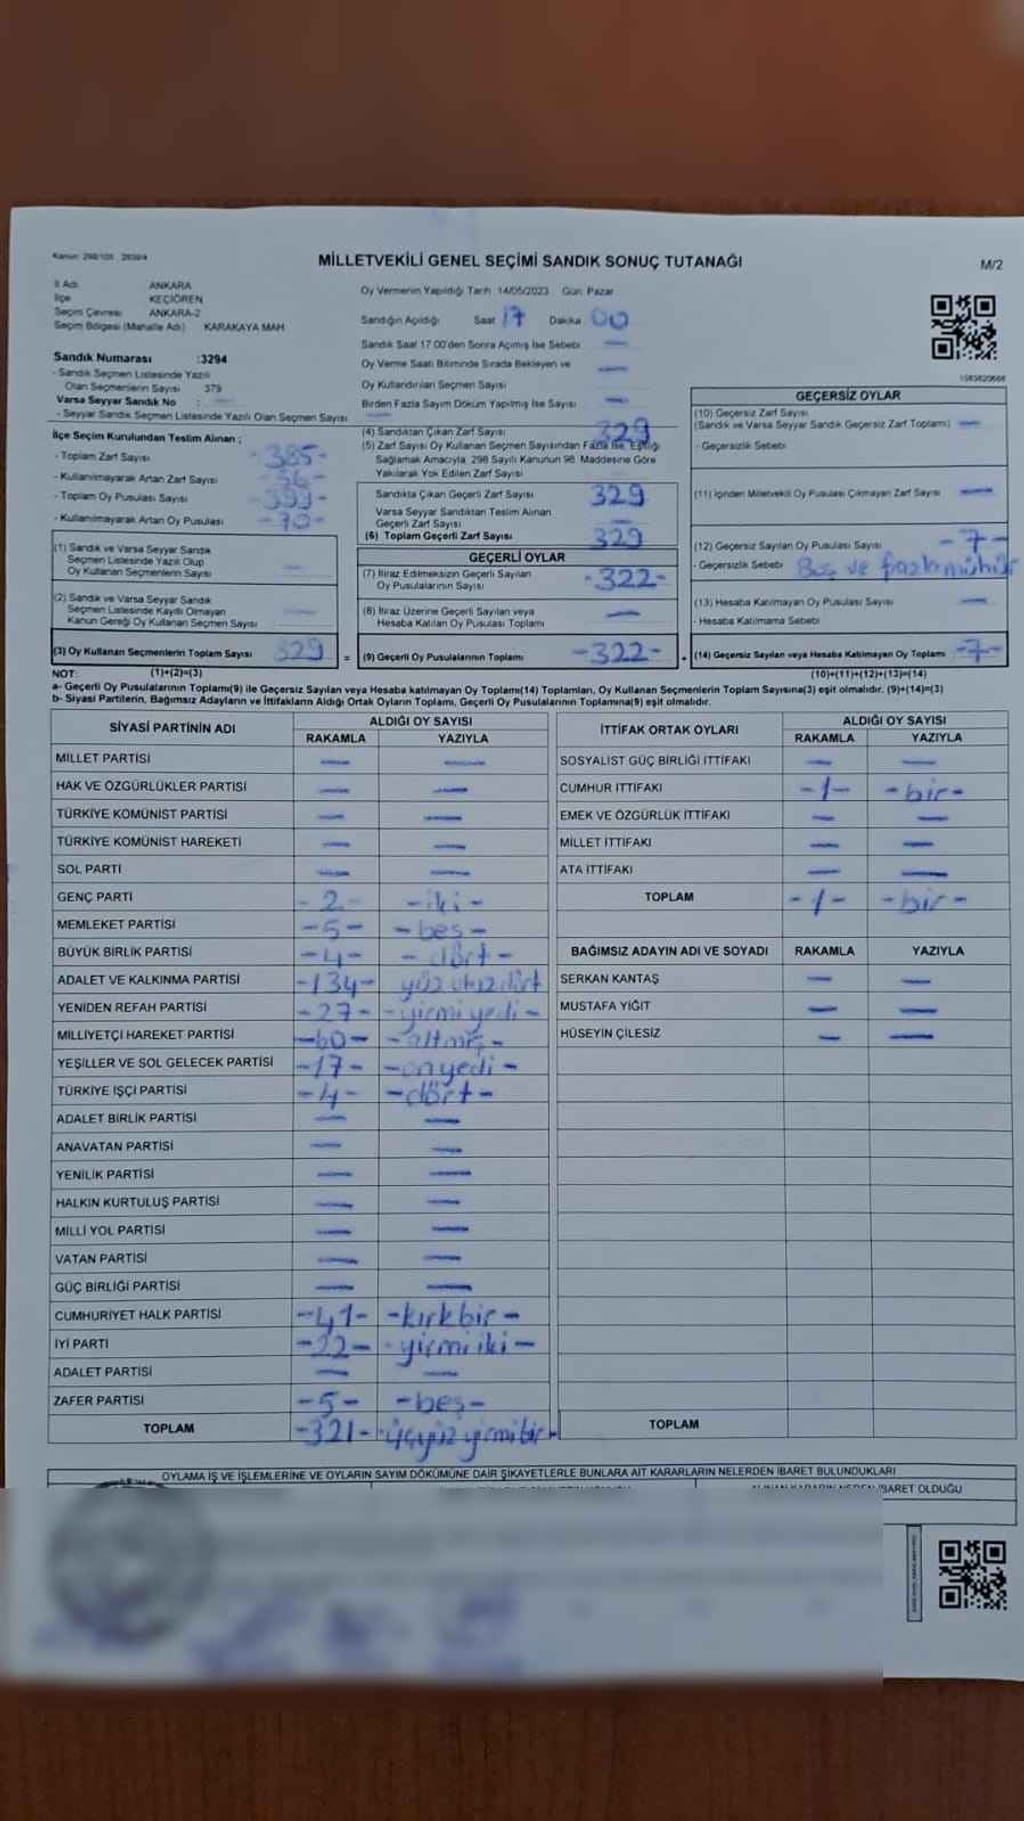 Kanun: 298/105
MİLLETVEKİLİ GENEL SEÇİMİ SANDIK SONUÇ TUTANAĞI
M/2
İl Adı ANKARA
İlçe KEÇİÖREN
Seçim Çevresi ANKARA-2
Seçim Bölgesi (Mahalle Adı) KARAKAYA MAH
Sandık Numarası :3294
- Sandık Seçmen Listesinde Yazılı
Olan Seçmenlerin Sayısı 379
Varsa Seyyar Sandık No :
- Seyyar Sandık Seçmen Listesinde Yazılı Olan Seçmen Sayısı
İlçe Seçim Kurulundan Teslim Alınan ;
- Toplam Zarf Sayısı -385-
- Kullanılmayarak Artan Zarf Sayısı
- Toplam Oy Pusulası Sayısı -399-
- Kullanılmayarak Artan Oy Pusulası -70-
(1) Sandık ve Varsa Seyyar Sandık
Seçmen Listesinde Yazılı Olup
Oy Kullanan Seçmenlerin Sayısı —
(2) Sandık ve Varsa Seyyar Sandık
Seçmen Listesinde Kayıtlı Olmayan
Kanun Gereği Oy Kullanan Seçmen Sayısı —
(3) Oy Kullanan Seçmenlerin Toplam Sayısı 329 =
(1)+(2)=(3)
Oy Vermenin Yapıldığı Tarih :14/05/2023 Gün: Pazar
Sandığın Açıldığı Saat 17 Dakika 00
Sandık Saat 17.00'den Sonra Açımış İse Sebebi —
Oy Verme Saati Bitiminde Sırada Bekleyen ve —
Oy Kullandırılan Seçmen Sayısı
Birden Fazla Sayım Döküm Yapılmış İse Sayısı —
(4) Sandıktan Çıkan Zarf Sayısı 329
(5) Zarf Sayısı Oy Kullanan Seçmen Sayısından Fazla İse, Eşitliği
Sağlamak Amacıyla, 298 Sayılı Kanunun 98. Maddesine Göre
Yakılarak Yok Edilen Zarf Sayısı
Sandıkta Çıkan Geçerli Zarf Sayısı 329
Varsa Seyyar Sandıktan Teslim Alınan
Geçerli Zarf Sayısı —
(6) Toplam Geçerli Zarf Sayısı 329
GEÇERLİ OYLAR
(7) İtiraz Edilmeksizin Geçerli Sayılan
Oy Pusulalarının Sayısı -322-
(8) İtiraz Üzerine Geçerli Sayılan veya
Hesaba Katılan Oy Pusulası Toplamı —
(9) Geçerli Oy Pusulalarının Toplamı -322-
GEÇERSİZ OYLAR
(10) Geçersiz Zarf Sayısı
(Sandık ve Varsa Seyyar Sandık Geçersiz Zarf Toplamı) —
- Geçersizlik Sebebi
(11) İçinden Milletvekili Oy Pusulası Çıkmayan Zarf Sayısı —
(12) Geçersiz Sayılan Oy Pusulası Sayısı -7-
- Geçersizlik Sebebi Boş ve fazla mühür
(13) Hesaba Katılmayan Oy Pusulası Sayısı —
- Hesaba Katılmama Sebebi
(14) Geçersiz Sayılan veya Hesaba Katılmayan Oy Toplamı -7-
(10)+(11)+(12)+(13)=(14)
NOT:
a- Geçerli Oy Pusulalarının Toplamı(9) ile Geçersiz Sayılan veya Hesaba katılmayan Oy Toplamı(14) Toplamları, Oy Kullanan Seçmenlerin Toplam Sayısına(3) eşit olmalıdır. (9)+(14)=(3)
b- Siyasi Partilerin, Bağımsız Adayların ve İttifakların Aldığı Ortak Oyların Toplamı, Geçerli Oy Pusulalarının Toplamına(9) eşit olmalıdır.
SİYASİ PARTİNİN ADI ALDIĞI OY SAYISI
RAKAMLA YAZIYLA
MİLLET PARTİSİ — —
HAK VE ÖZGÜRLÜKLER PARTİSİ — —
TÜRKİYE KOMÜNİST PARTİSİ — —
TÜRKİYE KOMÜNİST HAREKETİ — —
SOL PARTİ — —
GENÇ PARTİ -2- -iki-
MEMLEKET PARTİSİ -5- -beş-
BÜYÜK BİRLİK PARTİSİ -4- -dört-
ADALET VE KALKINMA PARTİSİ -134- yüz otuz dört
YENİDEN REFAH PARTİSİ -27- -yirmi yedi-
MİLLİYETÇİ HAREKET PARTİSİ -60- -altmış-
YEŞİLLER VE SOL GELECEK PARTİSİ -17- -onyedi-
TÜRKİYE İŞÇİ PARTİSİ -4- -dört-
ADALET BİRLİK PARTİSİ — —
ANAVATAN PARTİSİ — —
YENİLİK PARTİSİ — —
HALKIN KURTULUŞ PARTİSİ — —
MİLLİ YOL PARTİSİ — —
VATAN PARTİSİ — —
GÜÇ BİRLİĞİ PARTİSİ — —
CUMHURİYET HALK PARTİSİ -41- -kırkbir-
İYİ PARTİ -22- -yirmi iki-
ADALET PARTİSİ — —
ZAFER PARTİSİ -5- -beş-
TOPLAM -321- -üçyüz yirmi bir-
İTTİFAK ORTAK OYLARI ALDIĞI OY SAYISI
RAKAMLA YAZIYLA
SOSYALİST GÜÇ BİRLİĞİ İTTİFAKI — —
CUMHUR İTTİFAKI -1- -bir-
EMEK VE ÖZGÜRLÜK İTTİFAKI — —
MİLLET İTTİFAKI — —
ATA İTTİFAKI — —
TOPLAM -1- -bir-
BAĞIMSIZ ADAYIN ADI VE SOYADI RAKAMLA YAZIYLA
SERKAN KANTAŞ — —
MUSTAFA YİĞİT — —
HÜSEYİN ÇİLESİZ — —
TOPLAM
OYLAMA İŞ VE İŞLEMLERİNE VE OYLARIN SAYIM DÖKÜMÜNE DAİR ŞİKAYETLERLE BUNLARA AİT KARARLARIN NELERDEN İBARET BULUNDUKLARI
İBARET OLDUĞU